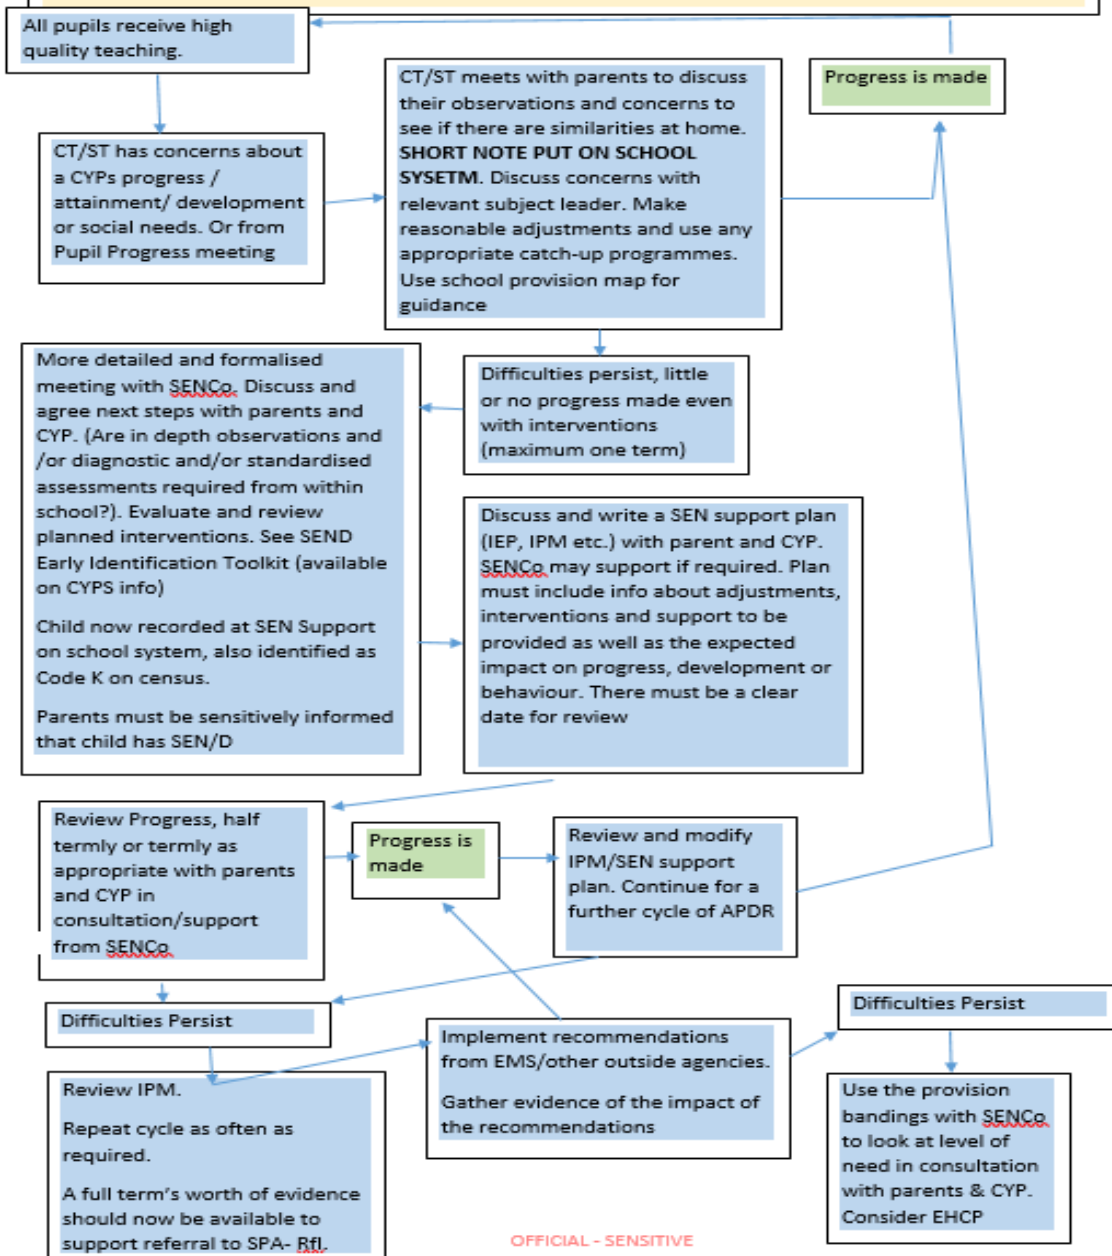 All pupils receive high
quality teaching.
Progress is made
CT/ST meets with parents to discuss
their observations and concerns to
see if there are similarities at home.
SHORT NOTE PUT ON SCHOOL
SYSETM. Discuss concerns with
relevant subject leader. Make
reasonable adjustments and use any
appropriate catch-up programmes.
Use school provision map for
guidance
CT/ST has concerns about
a CYPs progress /
attainment/ development
or social needs. Or from
Pupil Progress meeting
Difficulties persist, little
or no progress made even
with interventions
(maximum one term)
More detailed and formalised
meeting with SENCo. Discuss and
agree next steps with parents and
CYP. (Are in depth observations and
/or diagnostic and/or standardised
assessments required from within
school?). Evaluate and review
planned interventions. See SEND
Early Identification Toolkit (available
on CYPS info)
Child now recorded at SEN Support
on school system, also identified as
Code K on census.
Parents must be sensitively informed
that child has SEN/D
Discuss and write a SEN support plan
(IEP, IPM etc.) with parent and CYP.
SENCo may support if required. Plan
must include info about adjustments,
interventions and support to be
provided as well as the expected
impact on progress, development or
behaviour. There must be a clear
date for review
Review Progress, half
termly or termly as
appropriate with parents
and CYP in
consultation/support
from SENCo
Progress is
made
Review and modify
IPM/SEN support
plan. Continue for a
further cycle of APDR
Difficulties Persist
Review IPM.
Repeat cycle as often as
required.
A full term's worth of evidence
should now be available to
support referral to SPA- Rfl.
Implement recommendations
from EMS/other outside agencies.
Gather evidence of the impact of
the recommendations
Difficulties Persist
Use the provision
bandings with SENCo
to look at level of
need in consultation
with parents & CYP.
Consider EHCP
OFFICIAL - SENSITIVE